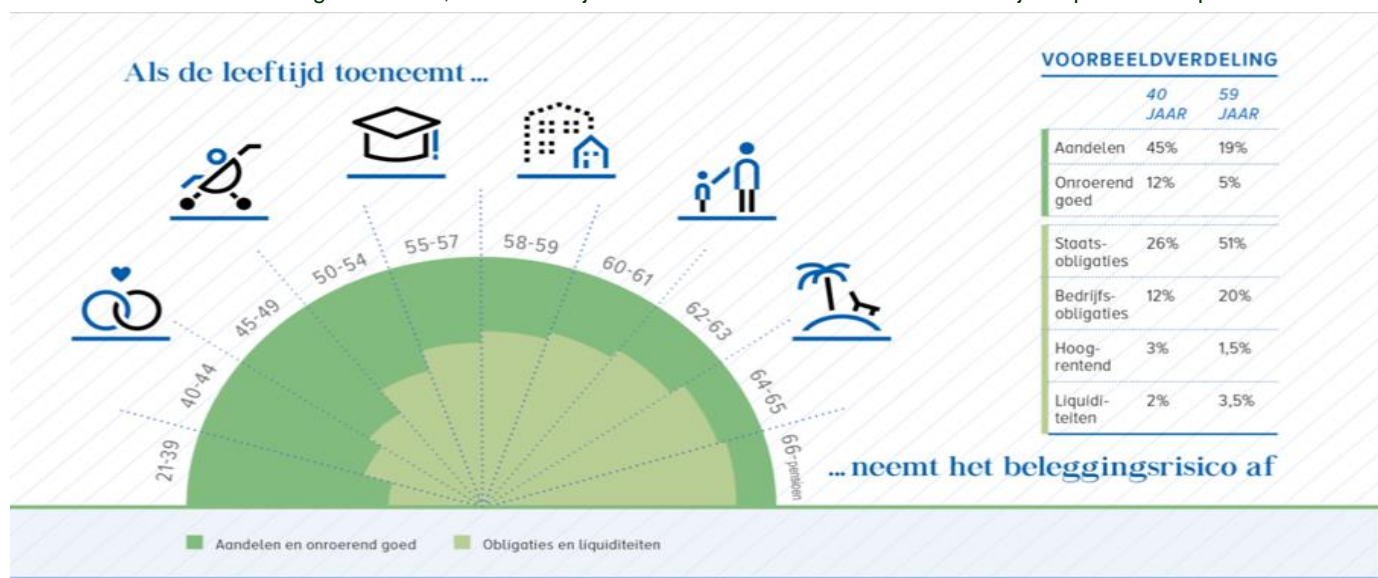 Als de leeftijd toeneemt ...
VOORBEELDVERDELING
40 JAAR
59 JAAR
Aandelen 45% 19%
Onroerend goed 12% 5%
Staats-
obligaties 26% 51%
Bedrijfs-
obligaties 12% 20%
Hoog-
rentend 3% 1,5%
Liquidi-
teiten 2% 3,5%
21-39
40-44
45-49
50-54
55-57
58-59
60-61
62-63
64-65
66-pensioen
... neemt het beleggingsrisico af
Aandelen en onroerend goed
Obligaties en liquiditeiten